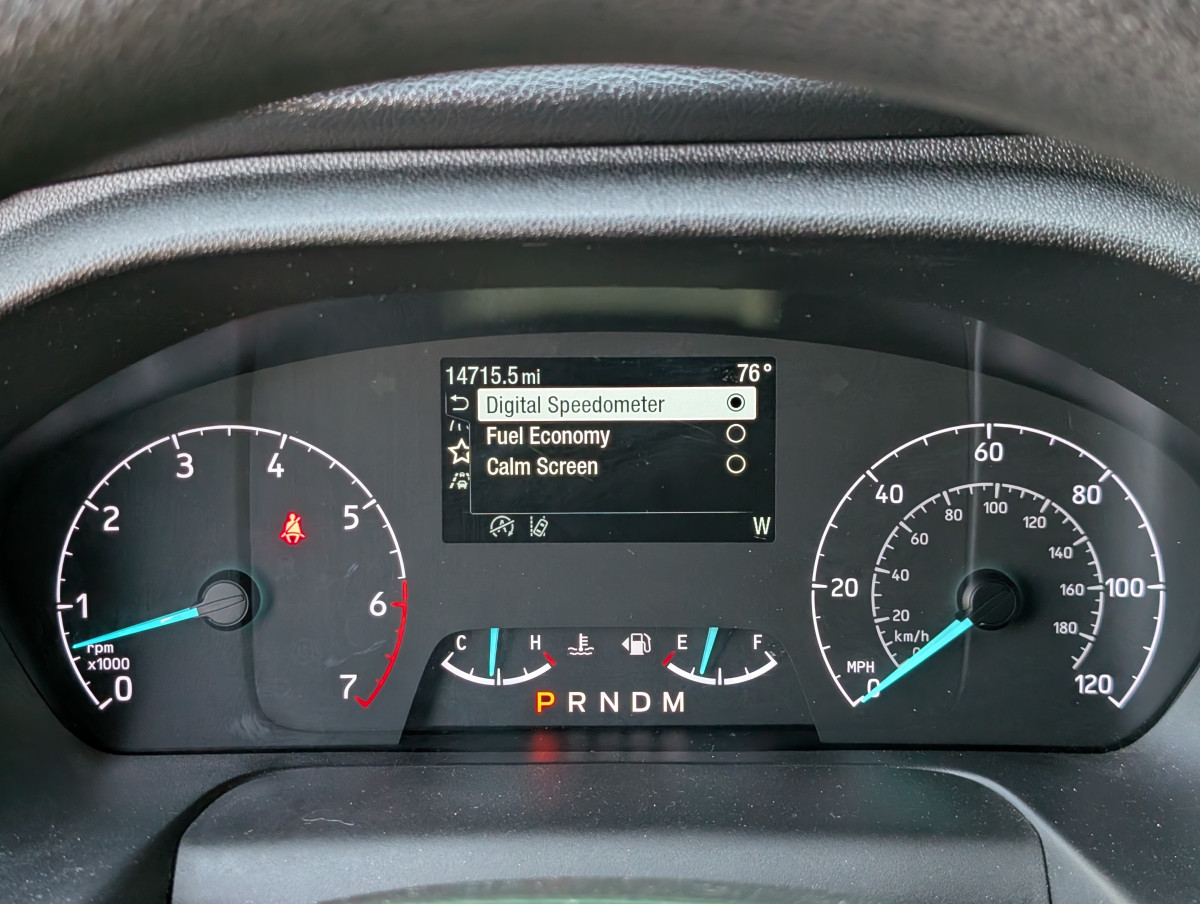 14715.5 mi 76°
Digital Speedometer
Fuel Economy
Calm Screen
W
0 1 2 3 4 5 6 7
rpm
x1000
0 20 40 60 80 100 120
MPH
20 40 60 80 100 120 140 160 180
km/h
C H E F
P R N D M